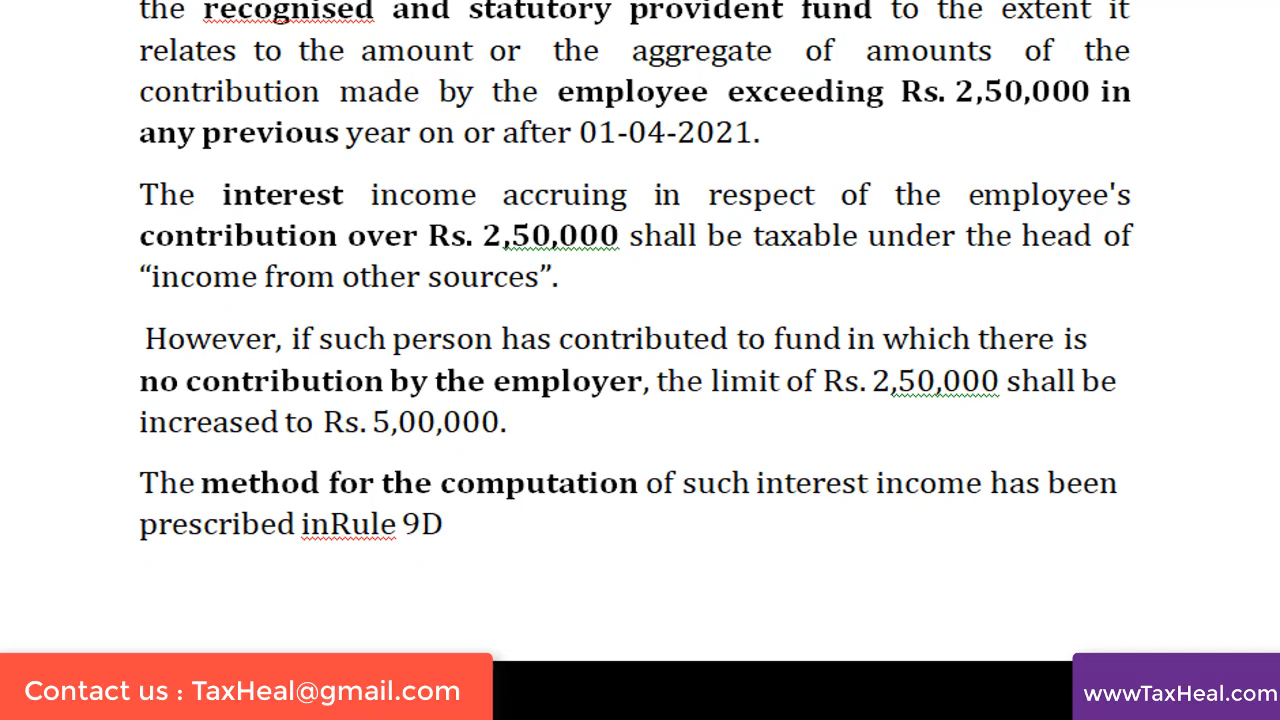 the recognised and statutory provident fund to the extent it
relates to the amount or the aggregate of amounts of the
contribution made by the employee exceeding Rs. 2,50,000 in
any previous year on or after 01-04-2021.
The interest income accruing in respect of the employee's
contribution over Rs. 2,50,000 shall be taxable under the head of
“income from other sources”.
However, if such person has contributed to fund in which there is
no contribution by the employer, the limit of Rs. 2,50,000 shall be
increased to Rs. 5,00,000.
The method for the computation of such interest income has been
prescribed inRule 9D
Contact us : TaxHeal@gmail.com
wwwTaxHeal.com